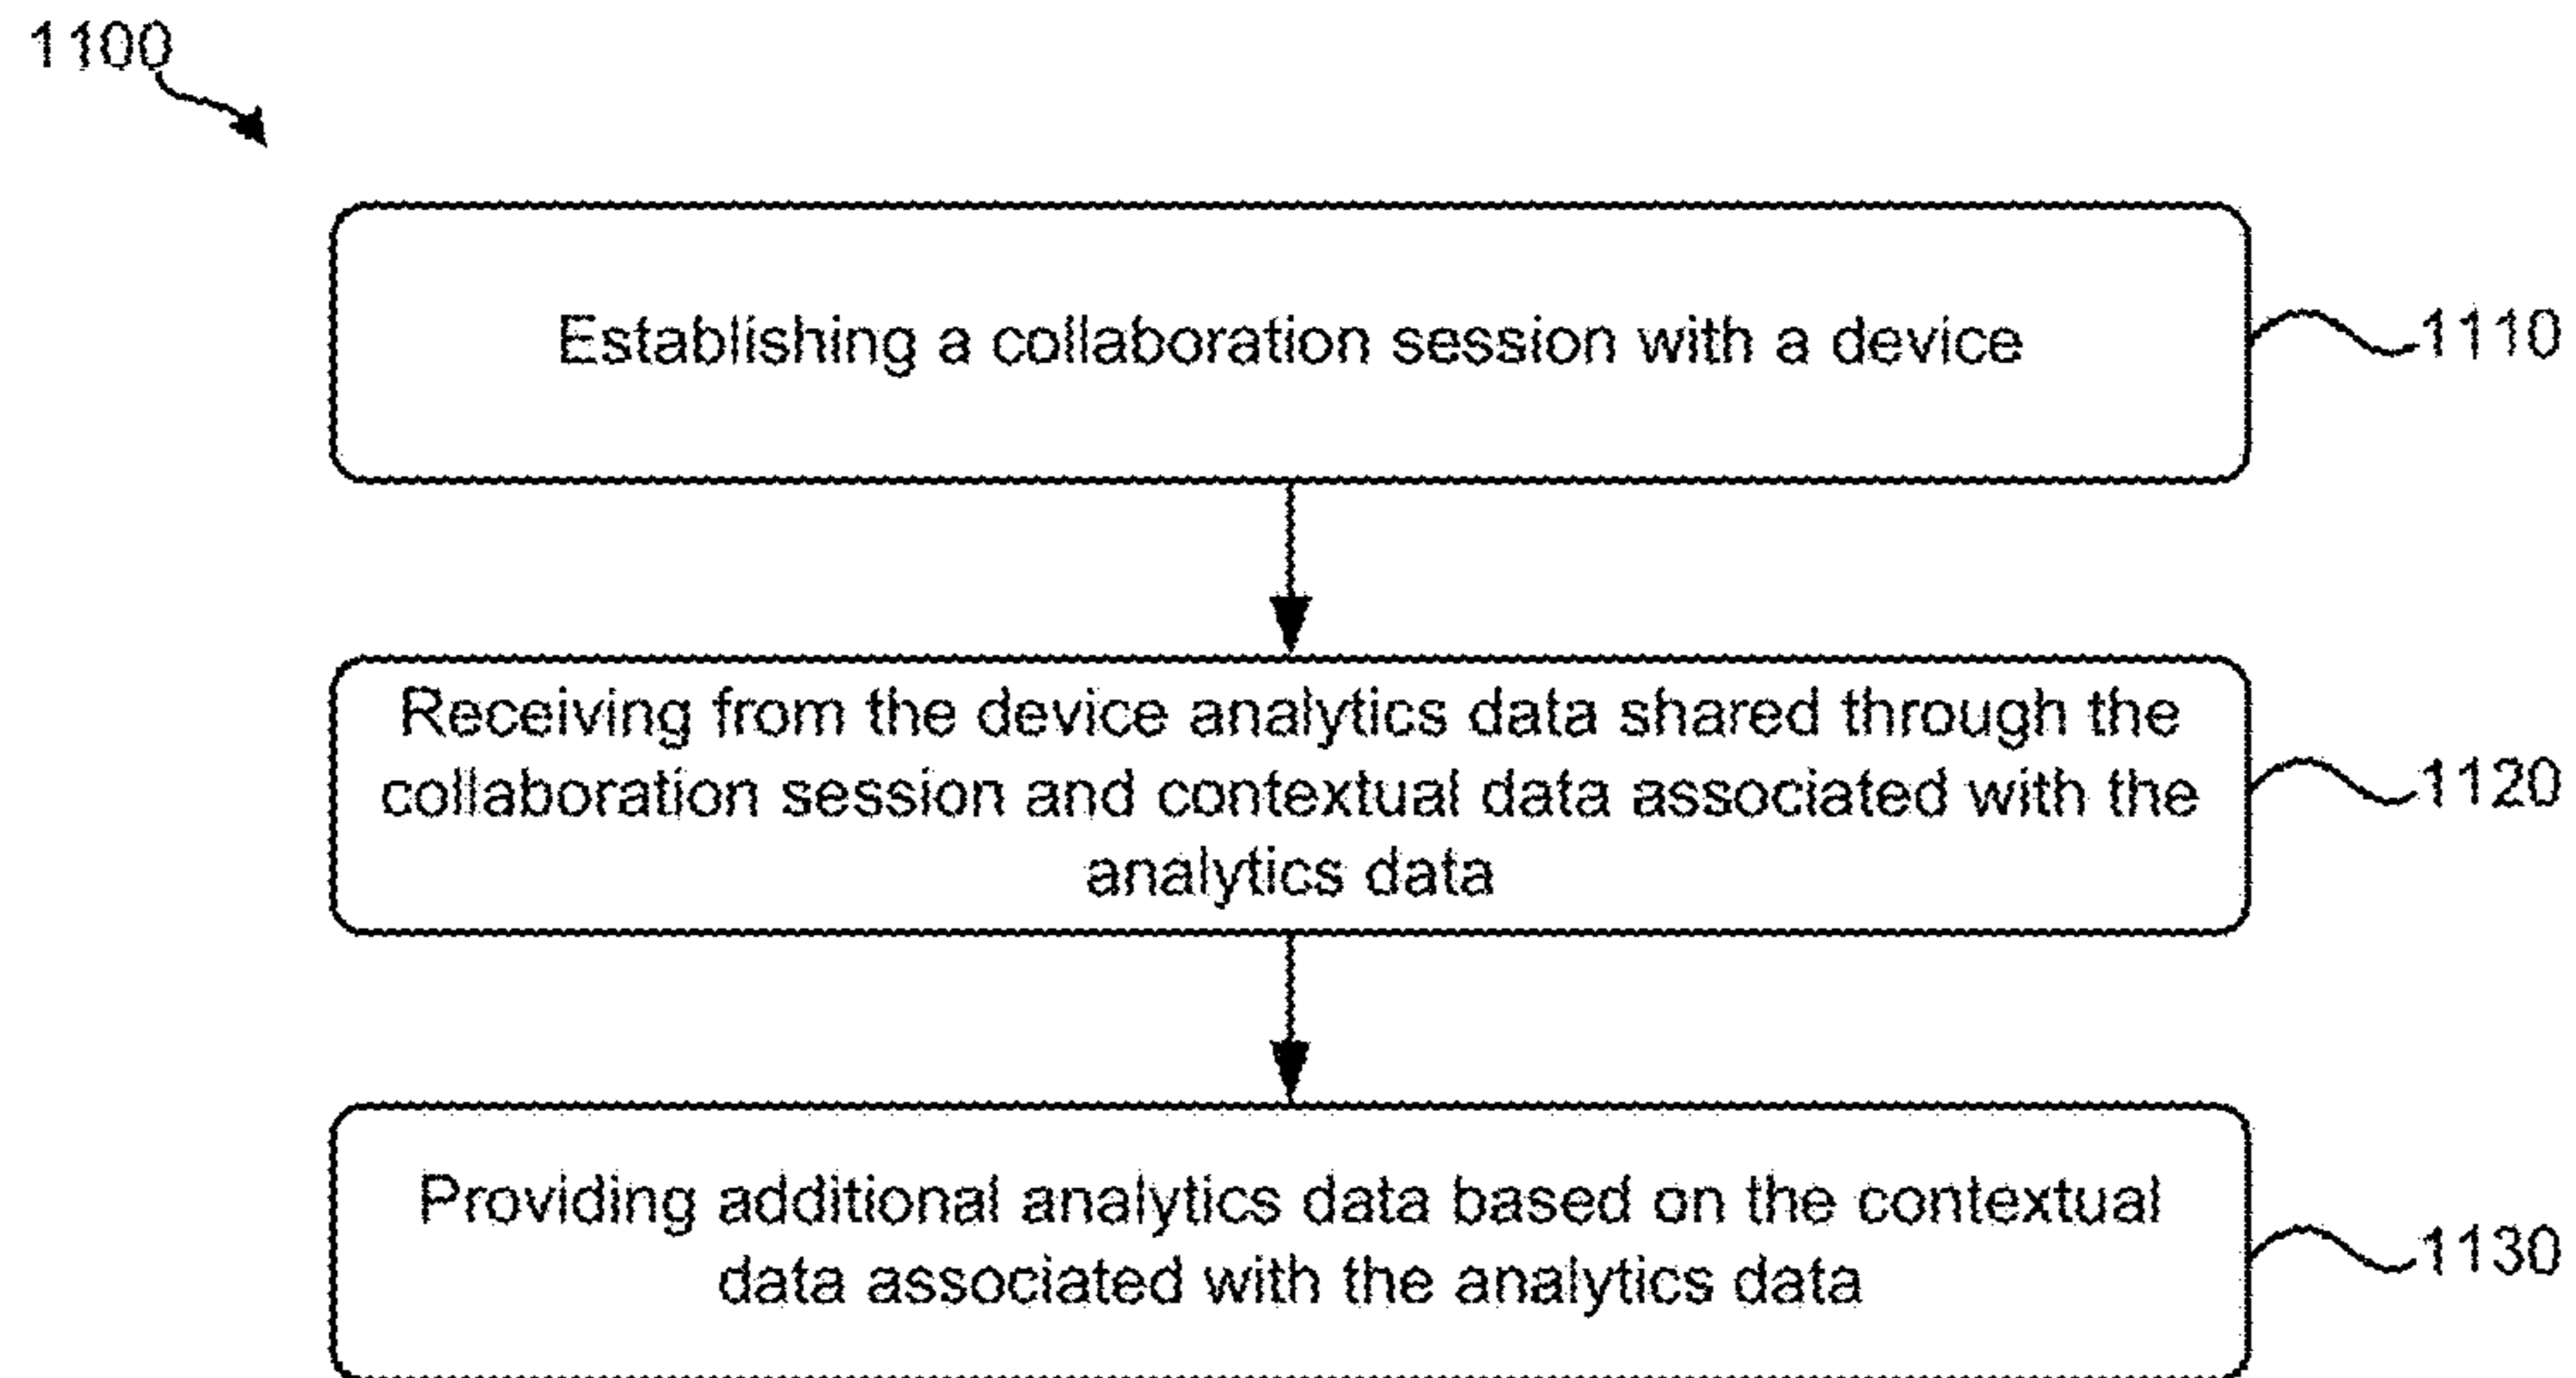 1100
Establishing a collaboration session with a device
1110
Receiving from the device analytics data shared through the
collaboration session and contextual data associated with the
analytics data
1120
Providing additional analytics data based on the contextual
data associated with the analytics data
1130